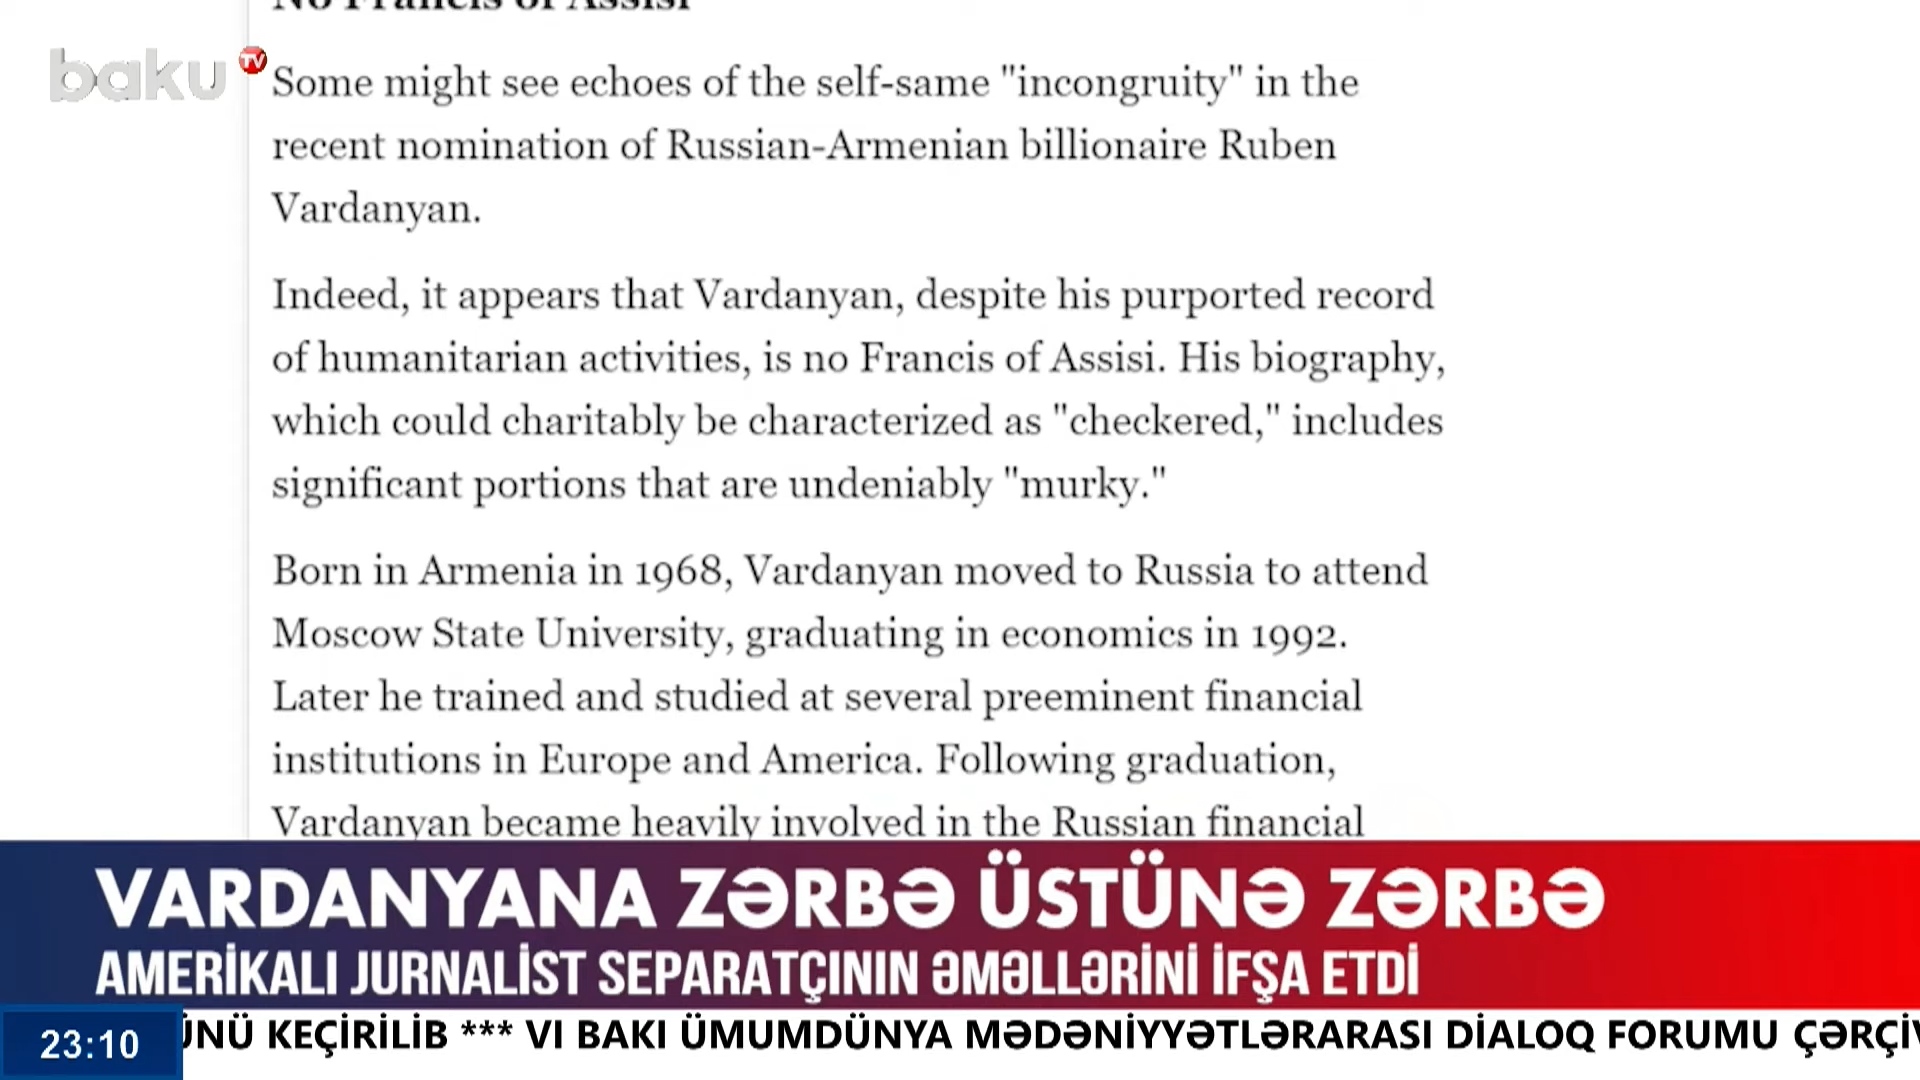 No Francis of Assisi
baku TV
Some might see echoes of the self-same "incongruity" in the
recent nomination of Russian-Armenian billionaire Ruben
Vardanyan.
Indeed, it appears that Vardanyan, despite his purported record
of humanitarian activities, is no Francis of Assisi. His biography,
which could charitably be characterized as "checkered," includes
significant portions that are undeniably "murky."
Born in Armenia in 1968, Vardanyan moved to Russia to attend
Moscow State University, graduating in economics in 1992.
Later he trained and studied at several preeminent financial
institutions in Europe and America. Following graduation,
Vardanyan became heavily involved in the Russian financial
VARDANYANA ZƏRBƏ ÜSTÜNƏ ZƏRBƏ
AMERİKALI JURNALİST SEPARATÇININ ƏMƏLLƏRİNİ İFŞA ETDİ
23:10
ÜNÜ KEÇİRİLİB *** VI BAKI ÜMUMDÜNYA MƏDƏNİYYƏTLƏRARASI DİALOQ FORUMU ÇƏRÇİV